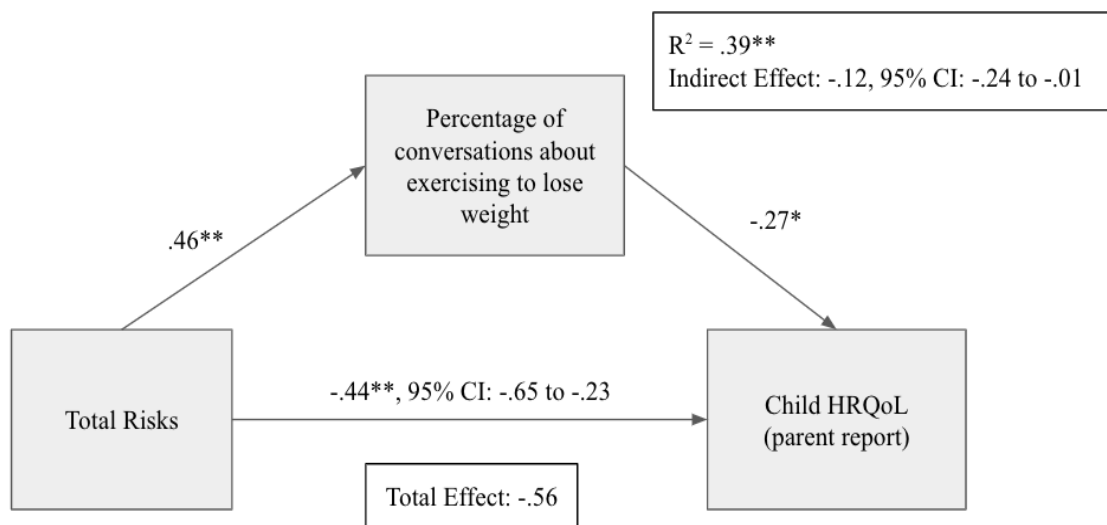 R² = .39**
Indirect Effect: -.12, 95% CI: -.24 to -.01
Percentage of
conversations about
exercising to lose
weight
.46**
-.27*
Total Risks
-.44**, 95% CI: -.65 to -.23
Child HRQoL
(parent report)
Total Effect: -.56